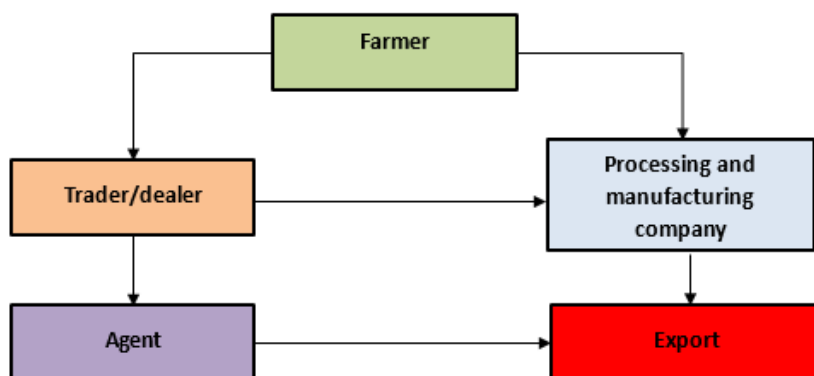 Farmer
Trader/dealer
Processing and
manufacturing
company
Agent
Export